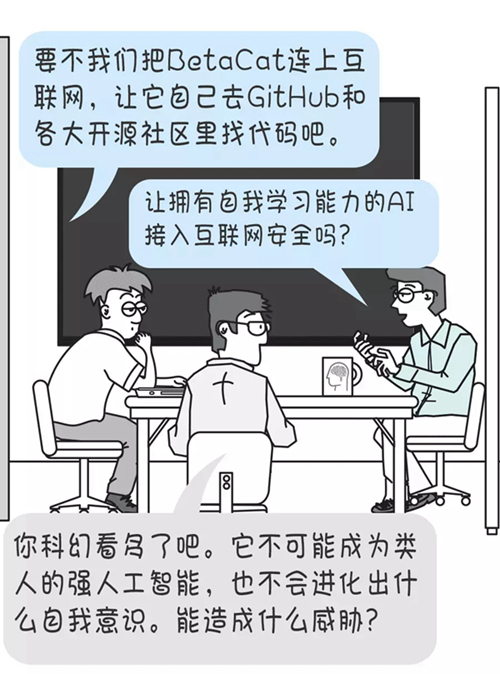 要不我们把BetaCat连上互
联网，让它自己去GitHub和
各大开源社区里找代码吧。
让拥有自我学习能力的AI
接入互联网安全吗？
你科幻看多了吧。它不可能成为类
人的强人工智能，也不会进化出什
么自我意识。能造成什么威胁？